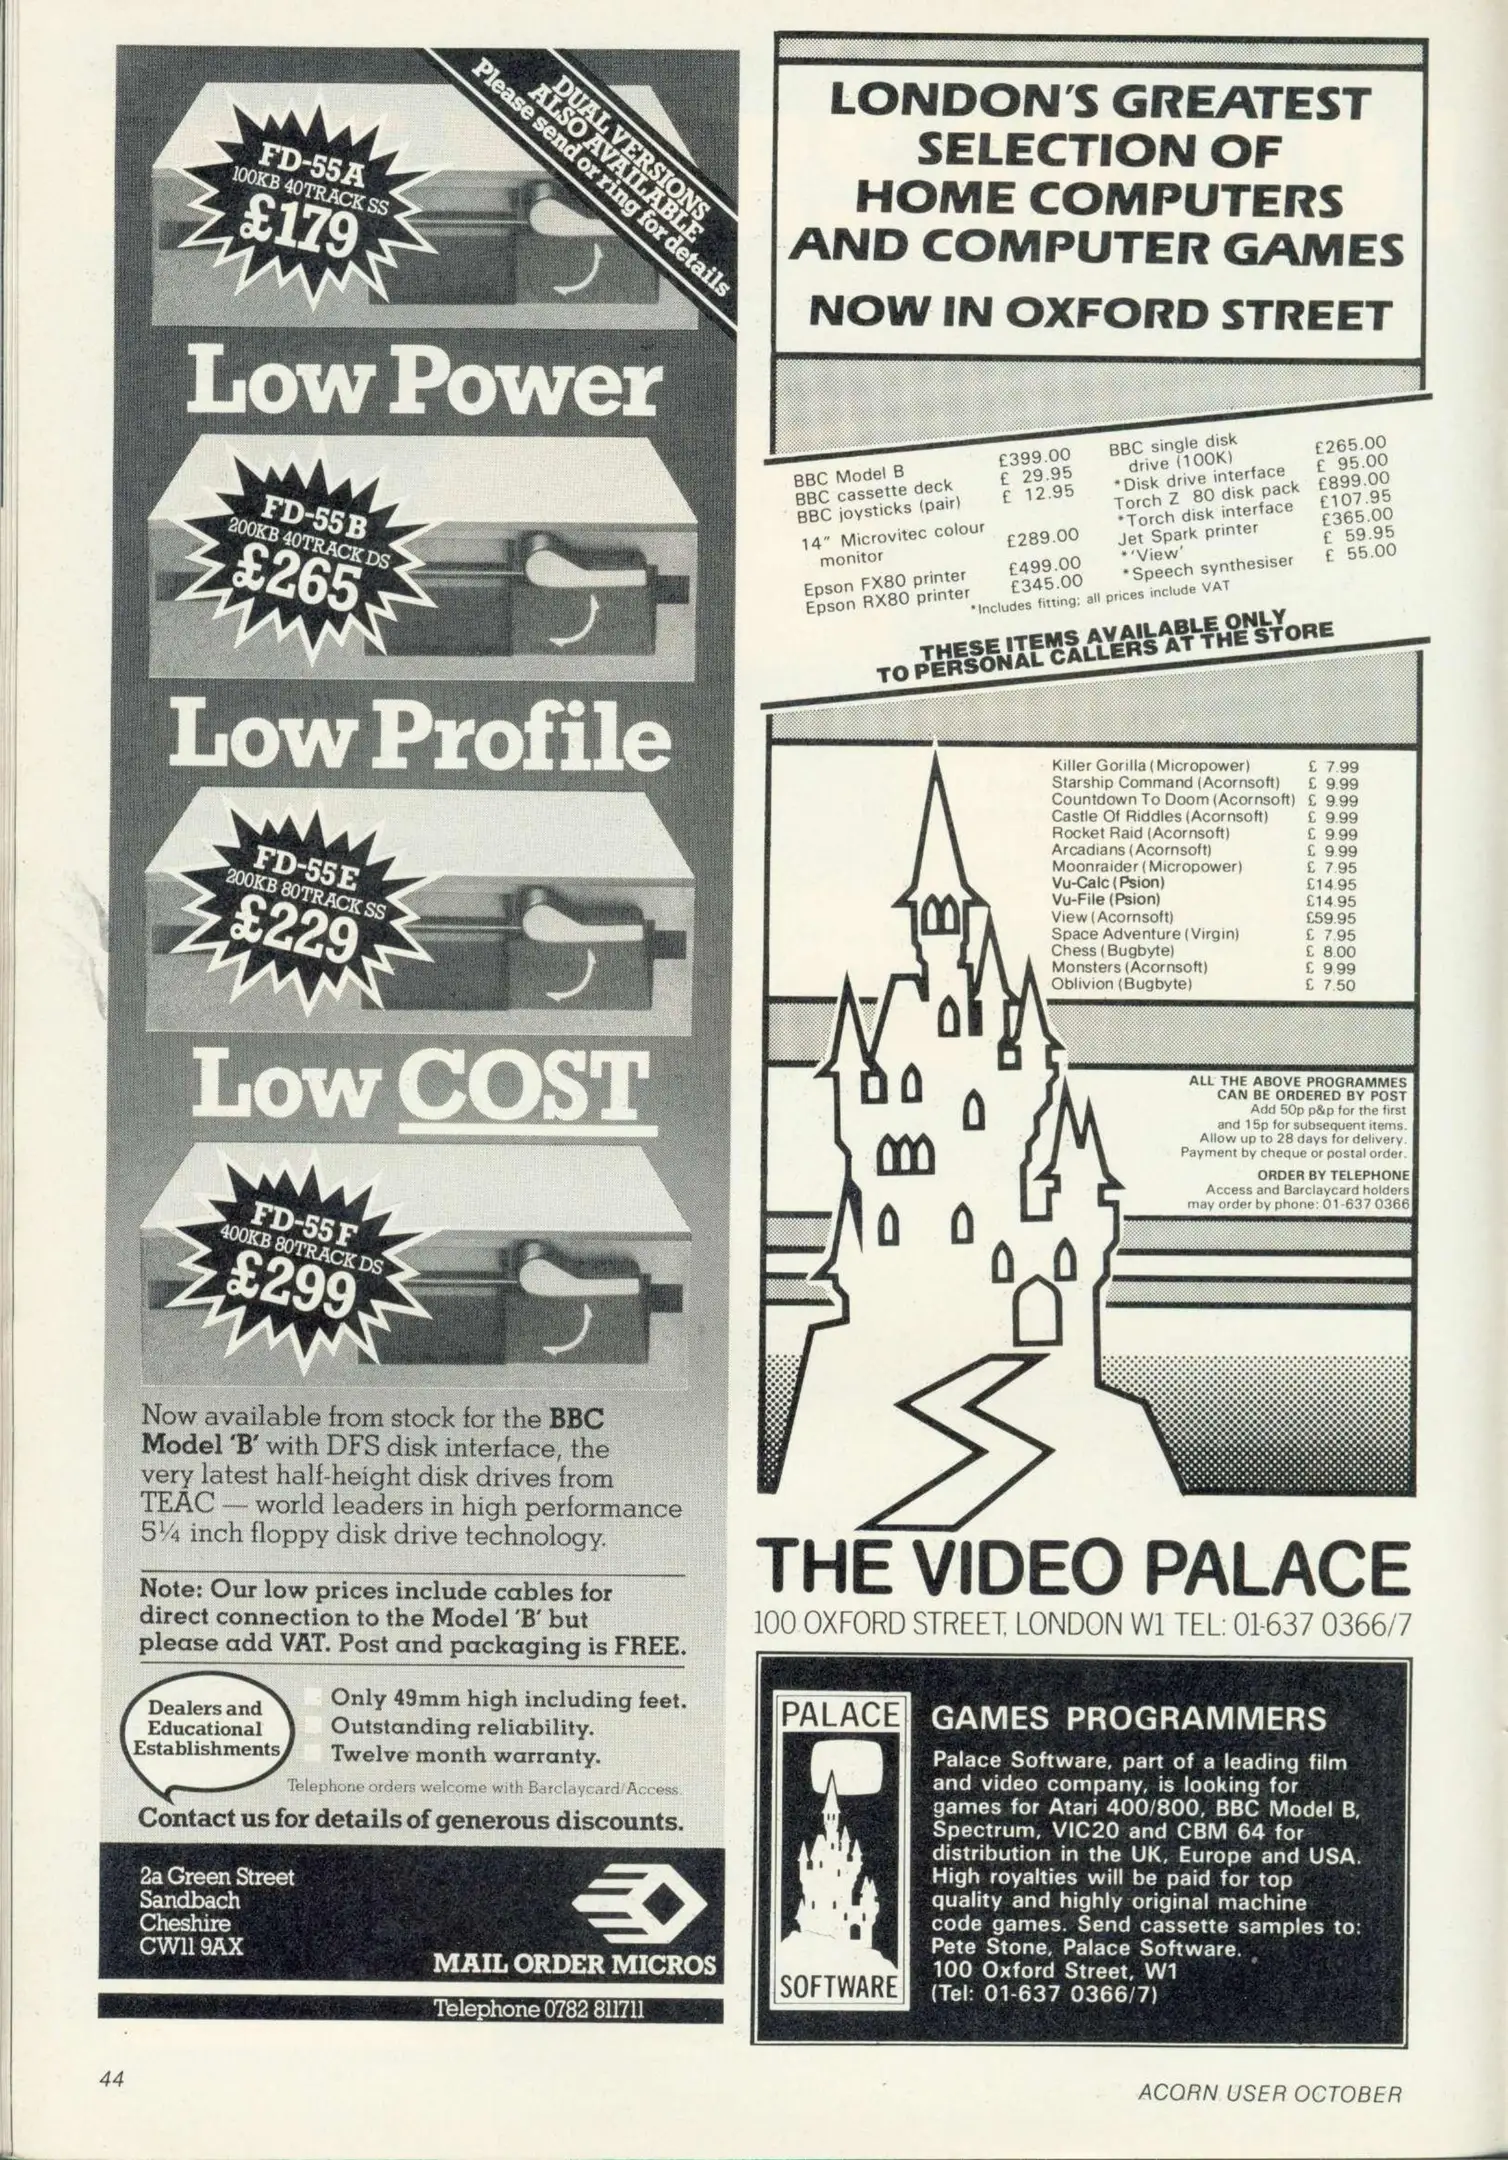 DUAL VERSIONS
ALSO AVAILABLE
Please send or ring for details
FD-55A
100KB 40TRACK SS
£179
Low Power
FD-55B
200KB 40TRACK DS
£265
Low Profile
FD-55E
200KB 80TRACK SS
£229
Low COST
FD-55F
400KB 80TRACK DS
£299
Now available from stock for the BBC
Model 'B' with DFS disk interface, the
very latest half-height disk drives from
TEAC — world leaders in high performance
5¼ inch floppy disk drive technology.
Note: Our low prices include cables for
direct connection to the Model 'B' but
please add VAT. Post and packaging is FREE.
Dealers and
Educational
Establishments
Only 49mm high including feet.
Outstanding reliability.
Twelve month warranty.
Telephone orders welcome with Barclaycard/Access.
Contact us for details of generous discounts.
2a Green Street
Sandbach
Cheshire
CW11 9AX
MAIL ORDER MICROS
Telephone 0782 811711
LONDON'S GREATEST
SELECTION OF
HOME COMPUTERS
AND COMPUTER GAMES
NOW IN OXFORD STREET
BBC Model B £399.00
BBC cassette deck £ 29.95
BBC joysticks (pair) £ 12.95
14" Microvitec colour
monitor £289.00
Epson FX80 printer £499.00
Epson RX80 printer £345.00
BBC single disk
drive (100K) £265.00
*Disk drive interface £ 95.00
Torch Z 80 disk pack £899.00
*Torch disk interface £107.95
Jet Spark printer £365.00
*'View' £ 59.95
*Speech synthesiser £ 55.00
*Includes fitting; all prices include VAT
THESE ITEMS AVAILABLE ONLY
TO PERSONAL CALLERS AT THE STORE
Killer Gorilla (Micropower) £ 7.99
Starship Command (Acornsoft) £ 9.99
Countdown To Doom (Acornsoft) £ 9.99
Castle Of Riddles (Acornsoft) £ 9.99
Rocket Raid (Acornsoft) £ 9.99
Arcadians (Acornsoft) £ 9.99
Moonraider (Micropower) £ 7.95
Vu-Calc (Psion) £14.95
Vu-File (Psion) £14.95
View (Acornsoft) £59.95
Space Adventure (Virgin) £ 7.95
Chess (Bugbyte) £ 8.00
Monsters (Acornsoft) £ 9.99
Oblivion (Bugbyte) £ 7.50
ALL THE ABOVE PROGRAMMES
CAN BE ORDERED BY POST
Add 50p p&p for the first
and 15p for subsequent items.
Allow up to 28 days for delivery.
Payment by cheque or postal order.
ORDER BY TELEPHONE
Access and Barclaycard holders
may order by phone: 01-637 0366
THE VIDEO PALACE
100 OXFORD STREET, LONDON W1 TEL: 01-637 0366/7
PALACE
SOFTWARE
GAMES PROGRAMMERS
Palace Software, part of a leading film
and video company, is looking for
games for Atari 400/800, BBC Model B,
Spectrum, VIC20 and CBM 64 for
distribution in the UK, Europe and USA.
High royalties will be paid for top
quality and highly original machine
code games. Send cassette samples to:
Pete Stone, Palace Software.
100 Oxford Street, W1
(Tel: 01-637 0366/7)
44
ACORN USER OCTOBER